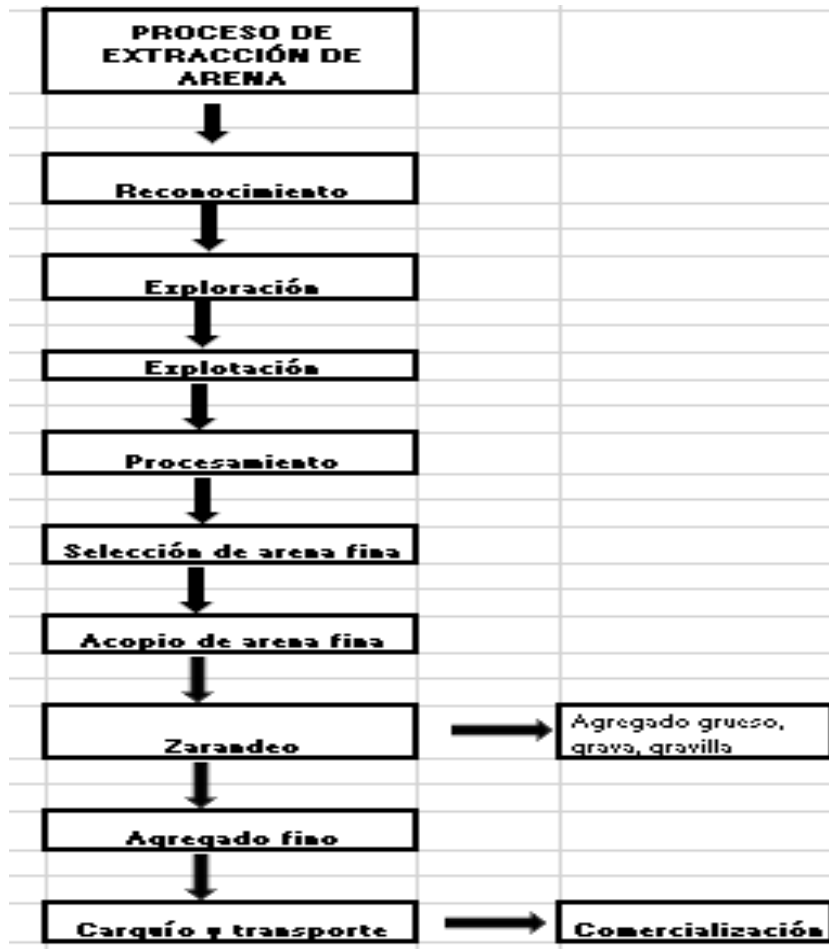 PROCESO DE
EXTRACCIÓN DE
ARENA
Reconocimiento
Exploración
Explotación
Procesamiento
Selección de arena fina
Acopio de arena fina
Zarandeo
Agregado grueso,
grava, gravilla
Agregado fino
Carguío y transporte
Comercialización